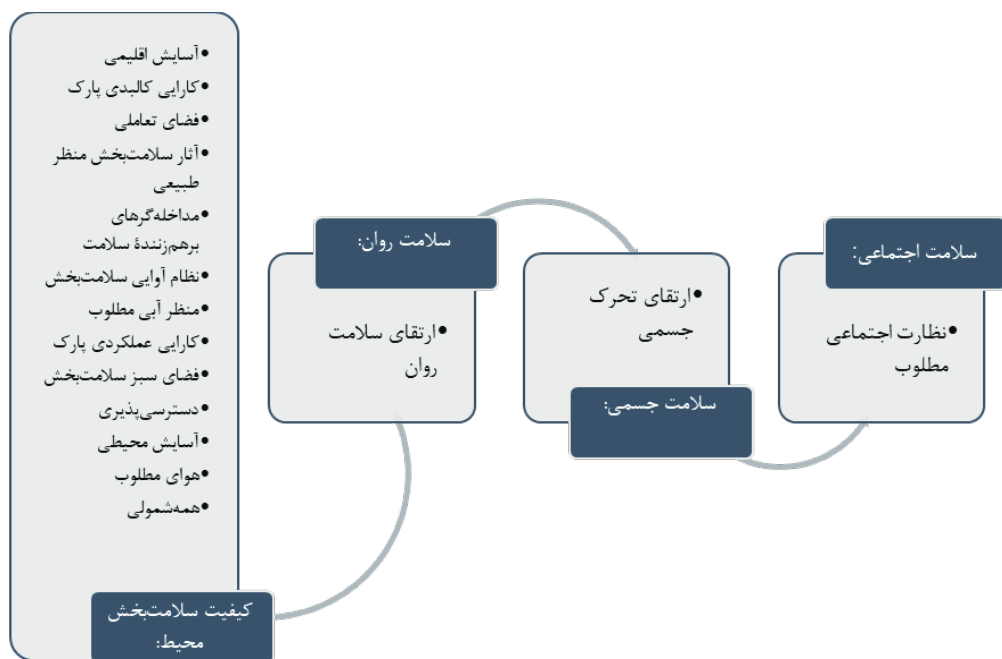 •آسایش اقلیمی
•کارایی کالبدی پارک
•فضای تعاملی
•آثار سلامت‌بخش منظر
طبیعی
•مداخله‌گرهای
برهم‌زنندهٔ سلامت
•نظام آوایی سلامت‌بخش
•منظر آبی مطلوب
•کارایی عملکردی پارک
•فضای سبز سلامت‌بخش
•دسترسی‌پذیری
•آسایش محیطی
•هوای مطلوب
•همه‌شمولی
کیفیت سلامت‌بخش
محیط:
سلامت روان:
•ارتقای سلامت
روان
•ارتقای تحرک
جسمی
سلامت جسمی:
سلامت اجتماعی:
•نظارت اجتماعی
مطلوب